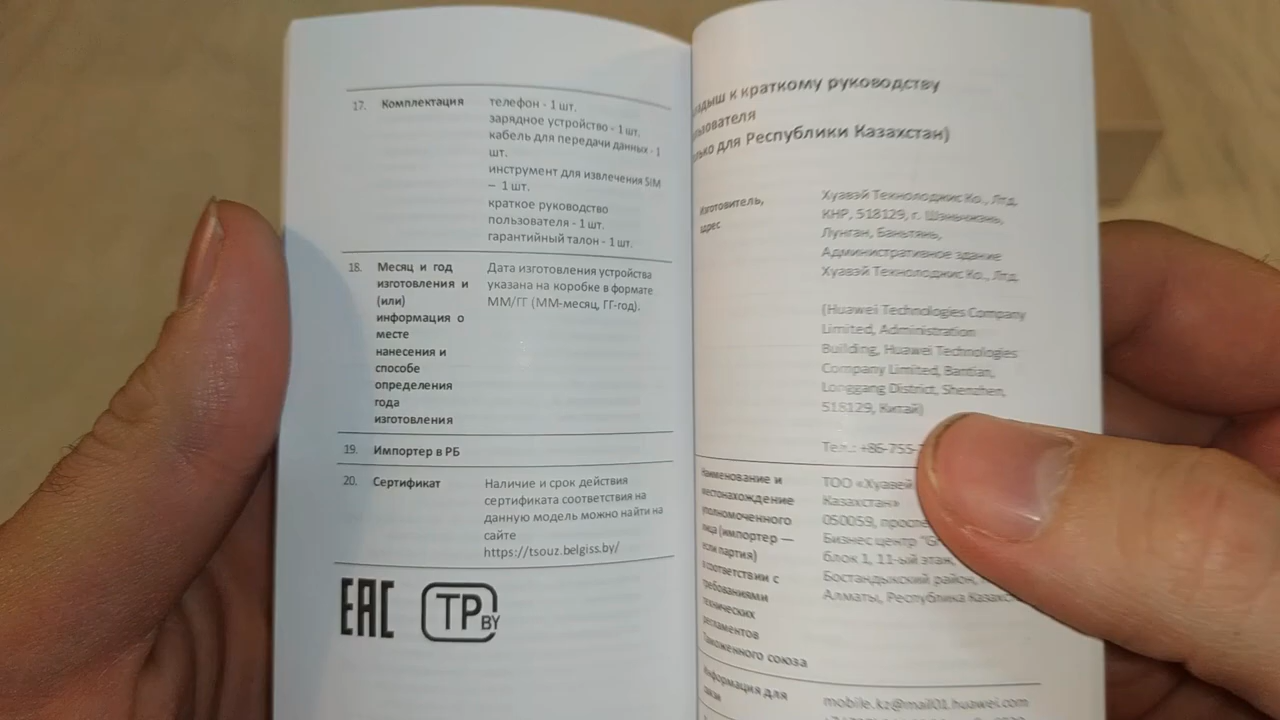 17. Комплектация
телефон - 1 шт.
зарядное устройство - 1 шт.
кабель для передачи данных - 1
шт.
инструмент для извлечения SIM
– 1 шт.
краткое руководство
пользователя - 1 шт.
гарантийный талон - 1 шт.
18. Месяц и год
изготовления и
(или)
информация о
месте
нанесения и
способе
определения
года
изготовления
Дата изготовления устройства
указана на коробке в формате
ММ/ГГ (ММ-месяц, ГГ-год).
19. Импортер в РБ
20. Сертификат
Наличие и срок действия
сертификата соответствия на
данную модель можно найти на
сайте
https://tsouz.belgiss.by/
EAC TP BY
к краткому руководству
для Республики Казахстан)
Изготовитель,
адрес
Хуавэй Технолоджис Ко., Лтд.
КНР, 518129, г. Шэньчжэнь,
Лунган, Баньтянь,
Административное здание
Хуавэй Технолоджис Ко., Лтд.
(Huawei Technologies Company
Limited, Administration
Building, Huawei Technologies
Company Limited, Bantian,
Longgang District, Shenzhen,
518129, Китай)
Тел.: +86-755-
Наименование и
местонахождение
уполномоченного
лица (импортер —
или партия)
в соответствии с
требованиями
технических
регламентов
Таможенного союза
ТОО «Хуавей
Казахстан»
050059,
Бизнес центр
блок 1, 11-ый этаж,
Бостандыкский район,
Алматы, Республика
Информация для
связи
mobile.kz@mail01.huawei.com